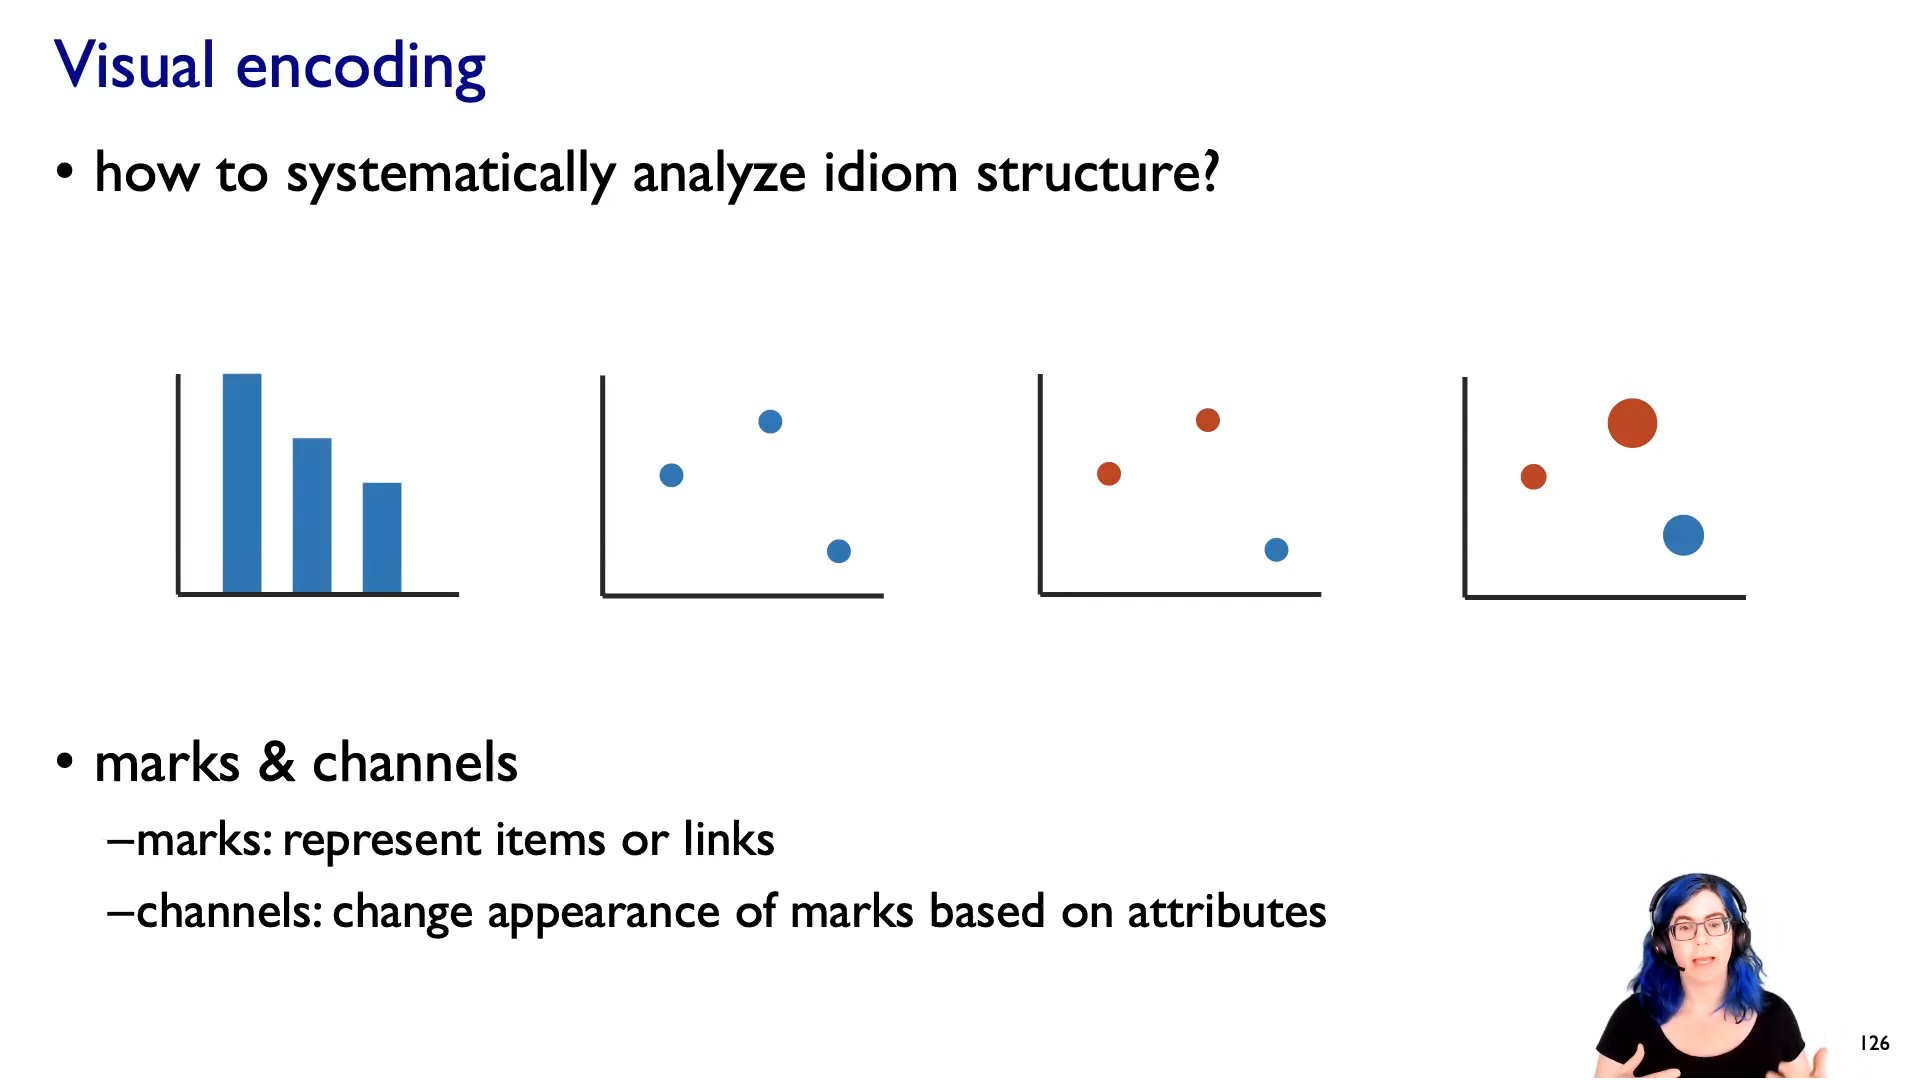 Visual encoding
• how to systematically analyze idiom structure?
• marks & channels
–marks: represent items or links
–channels: change appearance of marks based on attributes
126